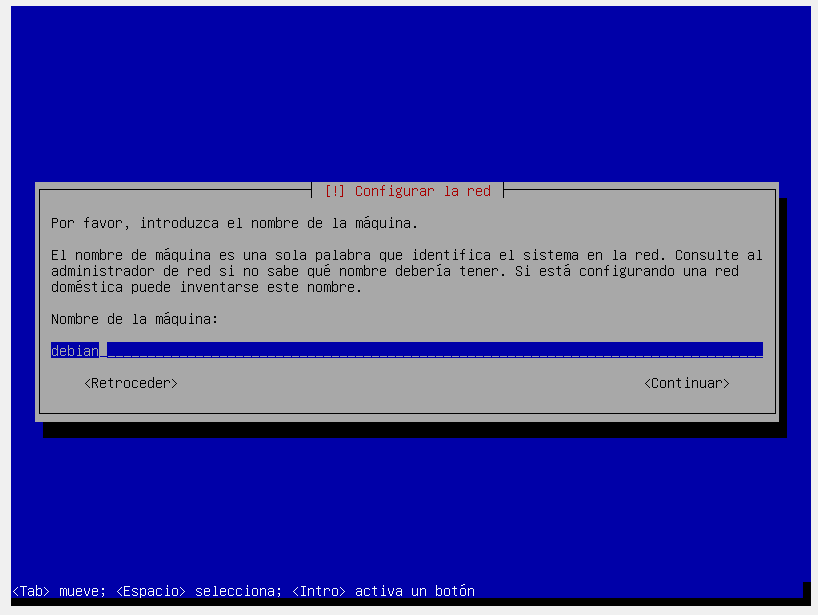 [!] Configurar la red
Por favor, introduzca el nombre de la máquina.
El nombre de máquina es una sola palabra que identifica el sistema en la red. Consulte al
administrador de red si no sabe qué nombre debería tener. Si está configurando una red
doméstica puede inventarse este nombre.
Nombre de la máquina:
debian
<Retroceder> <Continuar>
<Tab> mueve; <Espacio> selecciona; <Intro> activa un botón